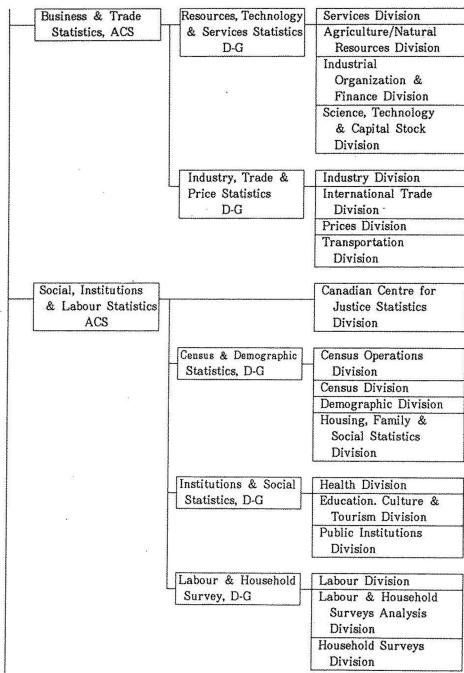 Business & Trade
Statistics, ACS
Resources, Technology
& Services Statistics
D-G
Services Division
Agriculture/Natural
Resources Division
Industrial
Organization &
Finance Division
Science, Technology
& Capital Stock
Division
Industry, Trade &
Price Statistics
D-G
Industry Division
International Trade
Division
Prices Division
Transportation
Division
Social, Institutions
& Labour Statistics
ACS
Canadian Centre for
Justice Statistics
Division
Census & Demographic
Statistics, D-G
Census Operations
Division
Census Division
Demographic Division
Housing, Family &
Social Statistics
Division
Institutions & Social
Statistics, D-G
Health Division
Education. Culture &
Tourism Division
Public Institutions
Division
Labour & Household
Survey, D-G
Labour Division
Labour & Household
Surveys Analysis
Division
Household Surveys
Division